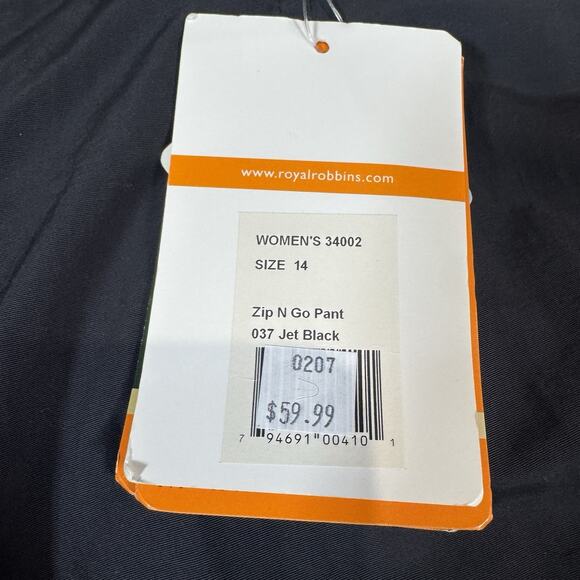 www.royalrobbins.com
WOMEN'S 34002
SIZE 14
Zip N Go Pant
037 Jet Black
0207
$59.99
7 94691 00410 1